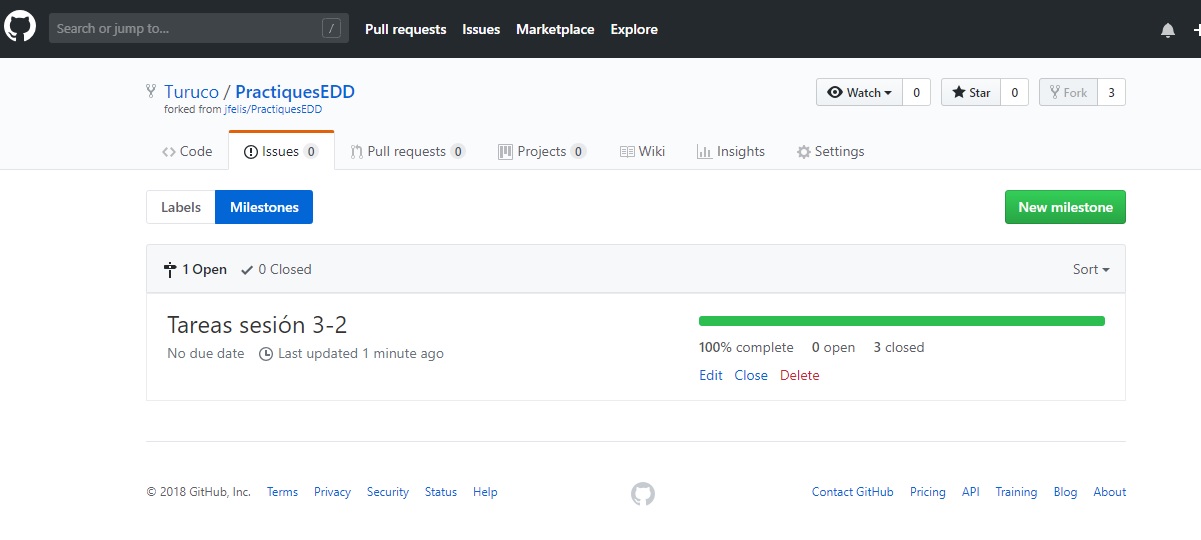 Search or jump to... / Pull requests Issues Marketplace Explore
Turuco / PractiquesEDD Watch 0 Star 0 Fork 3
forked from jfelis/PractiquesEDD
Code Issues 0 Pull requests 0 Projects 0 Wiki Insights Settings
Labels Milestones New milestone
1 Open 0 Closed Sort
Tareas sesión 3-2
100% complete 0 open 3 closed
No due date Last updated 1 minute ago
Edit Close Delete
© 2018 GitHub, Inc. Terms Privacy Security Status Help Contact GitHub Pricing API Training Blog About